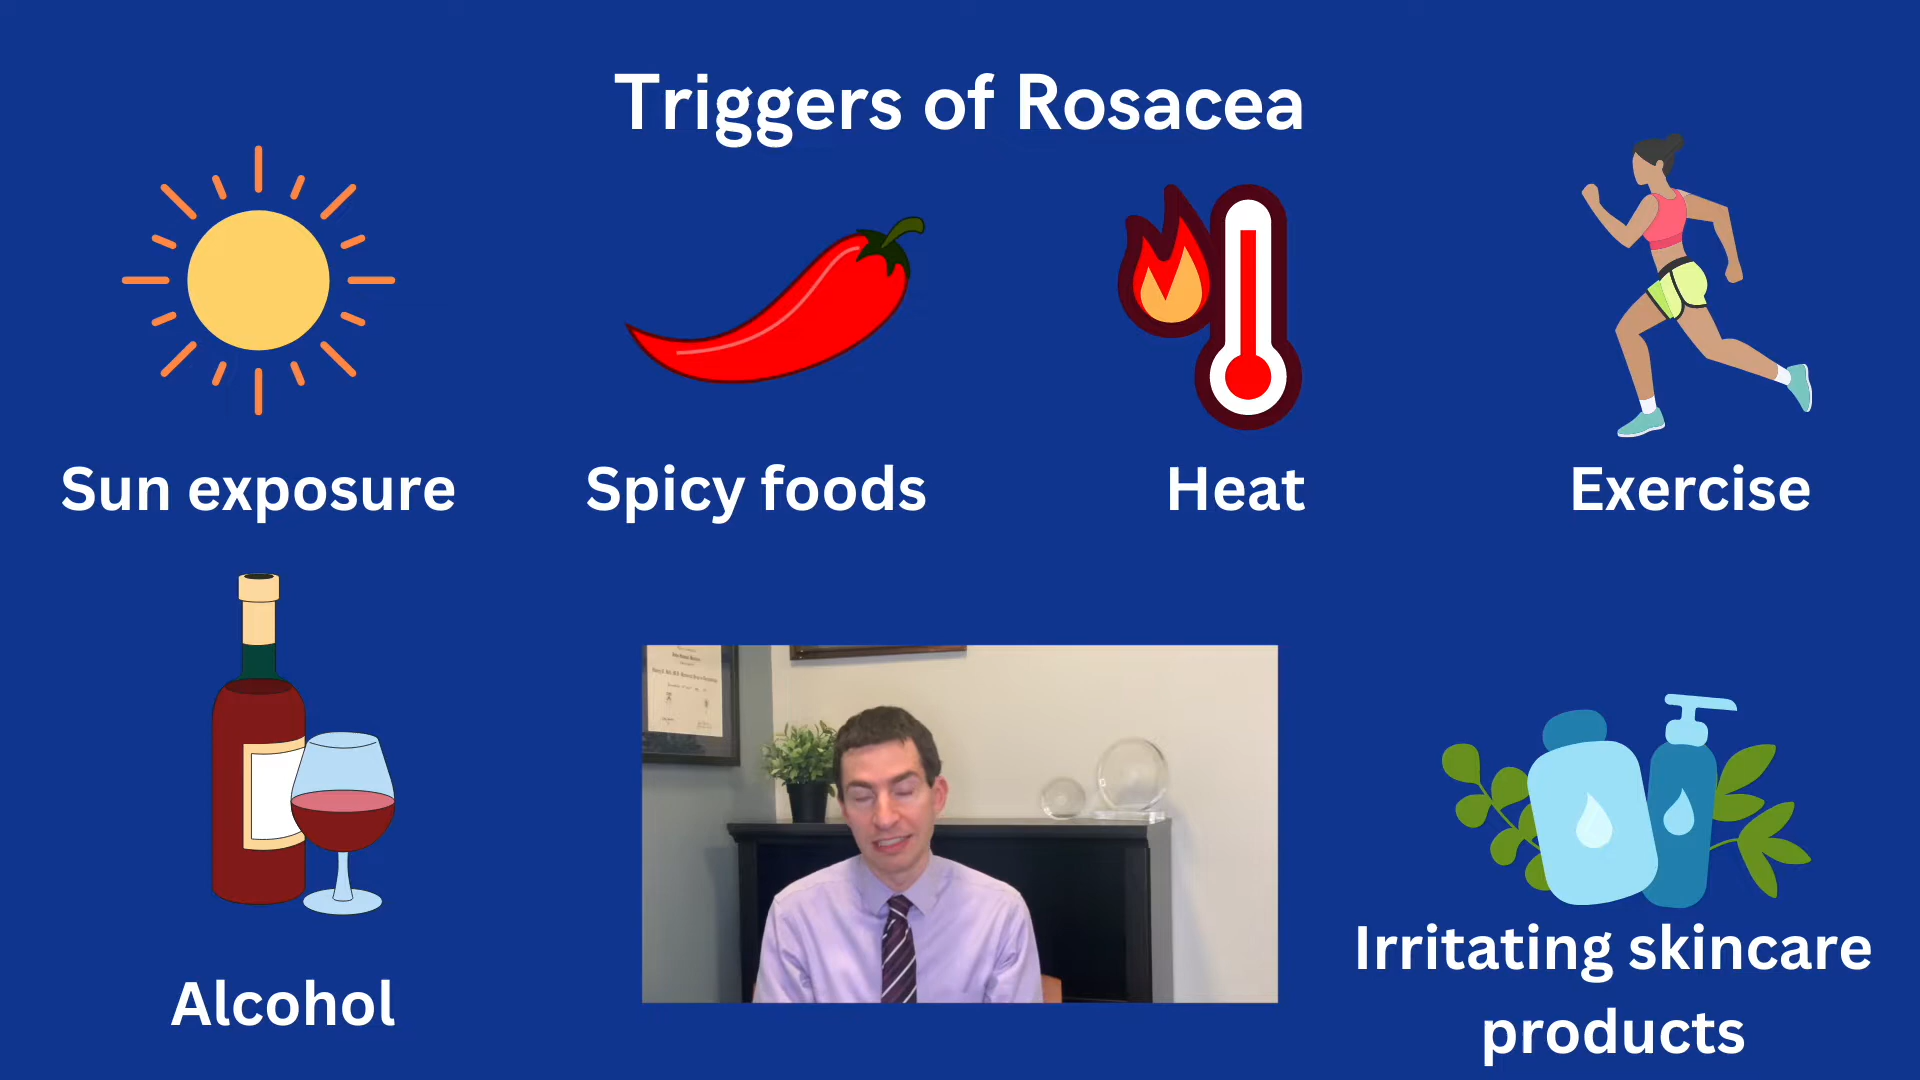 Triggers of Rosacea
Sun exposure
Spicy foods
Heat
Exercise
Alcohol
Irritating skincare
products